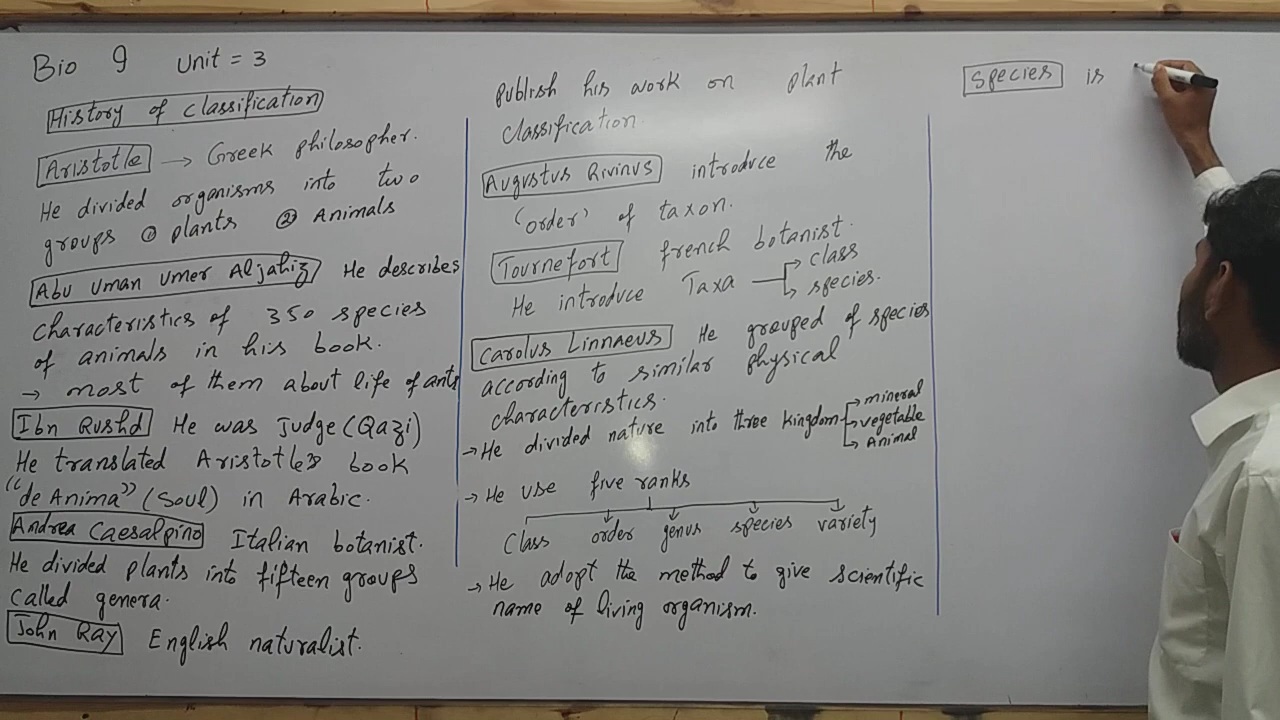 Bio 9 Unit = 3
History of classification
Aristotle → Greek philosopher.
He divided organisms into two
groups ① plants ② Animals
Abu Uman Umer Aljahiz He describes
characteristics of 350 species
of animals in his book.
→ most of them about life of ants
Ibn Rushd He was Judge (Qazi)
He translated Aristotles book
"de Anima" (Soul) in Arabic.
Andrea Caesalpino Italian botanist.
He divided plants into fifteen groups
called genera.
John Ray English naturalist.
publish his work on plant
classification.
Augustus Rivinus introduce the
'order' of taxon.
Tournefort french botanist.
He introduce Taxa → class
→ species.
Carolus Linnaeus He grouped of species
according to similar physical
characteristics.
→ He divided nature into three kingdom → mineral
→ vegetable
→ Animal
→ He use five ranks
Class order genus species variety
→ He adopt the method to give scientific
name of living organism.
Species is